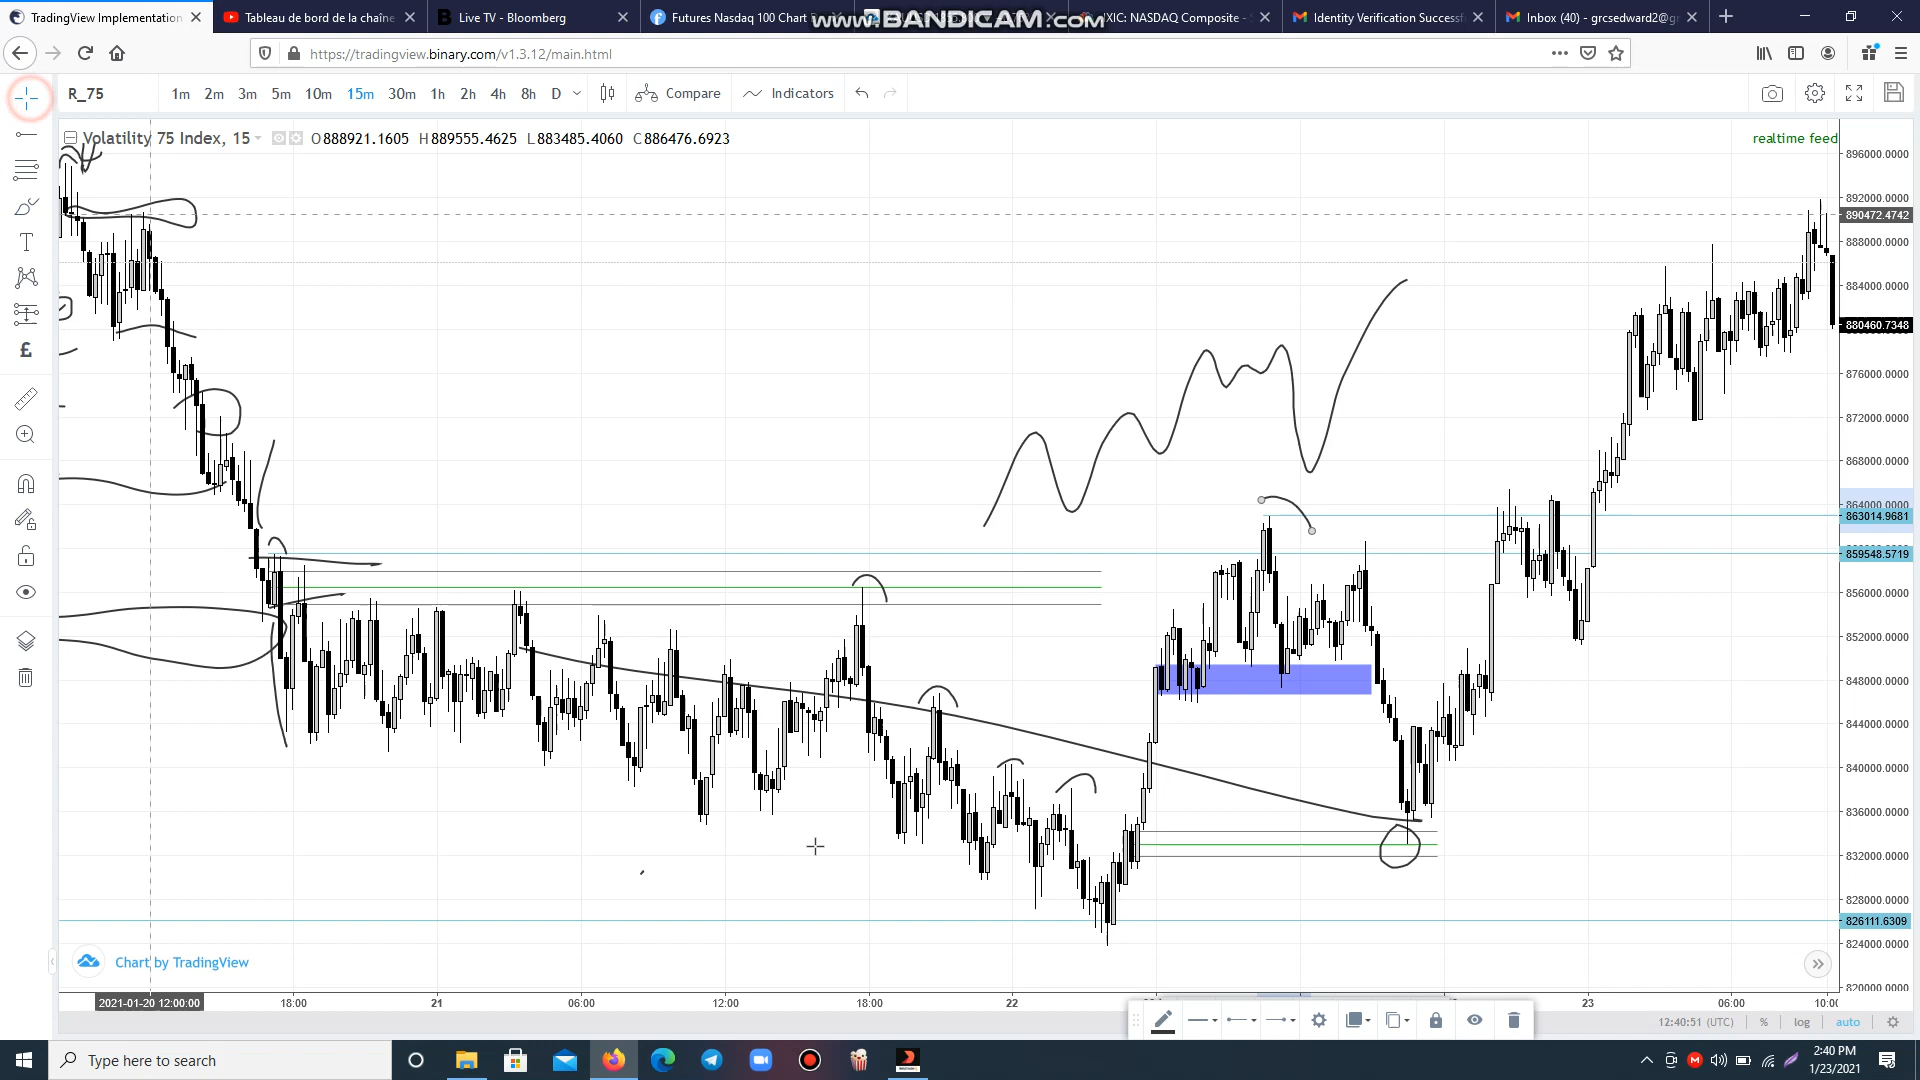 TradingView Implementation
Tableau de bord de la chaîne
Live TV - Bloomberg
Futures Nasdaq 100 Chart
www.BANDICAM.com
IXIC: NASDAQ Composite -
Identity Verification Successf
Inbox (40) - grcsedward2@g
https://tradingview.binary.com/v1.3.12/main.html
R_75
1m 2m 3m 5m 10m 15m 30m 1h 2h 4h 8h D
Compare
Indicators
Volatility 75 Index, 15
O888921.1605 H889555.4625 L883485.4060 C886476.6923
realtime feed
896000.0000
892000.0000
890472.4742
888000.0000
884000.0000
880460.7348
876000.0000
872000.0000
868000.0000
864000.0000
863014.9681
859548.5719
856000.0000
852000.0000
848000.0000
844000.0000
840000.0000
836000.0000
832000.0000
828000.0000
826111.6309
824000.0000
820000.0000
Chart by TradingView
2021-01-20 12:00:00
18:00
21
06:00
12:00
18:00
22
23
06:00
10:00
12:40:51 (UTC)
%
log
auto
Type here to search
2:40 PM
1/23/2021